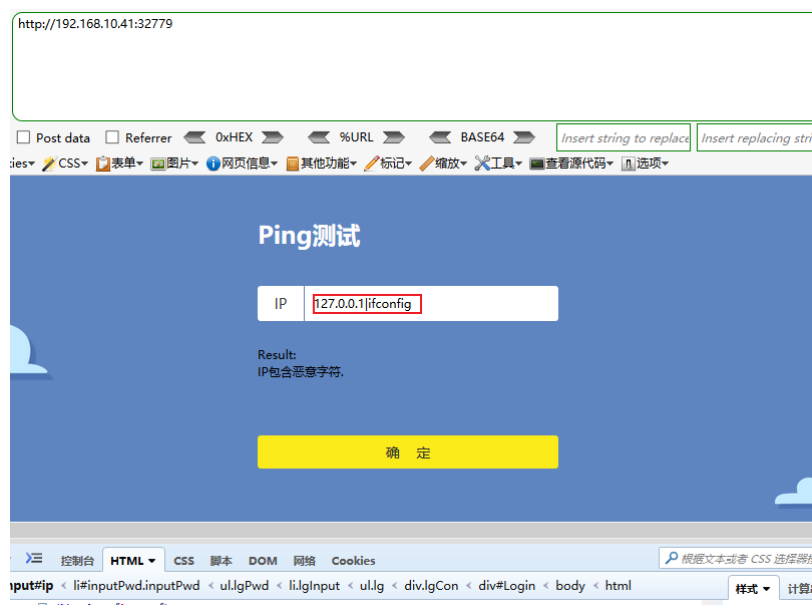 http://192.168.10.41:32779
Post data Referrer 0xHEX %URL BASE64 Insert string to replace Insert replacing stri
ies CSS 表单 图片 网页信息 其他功能 标记 缩放 工具 查看源代码 选项
Ping测试
IP 127.0.0.1|ifconfig
Result:
IP包含恶意字符.
确 定
控制台 HTML CSS 脚本 DOM 网络 Cookies 根据文本或者 CSS 选择器
nput#ip < li#inputPwd.inputPwd < ul.lgPwd < li.lgInput < ul.lg < div.lgCon < div#Login < body < html 样式 计算